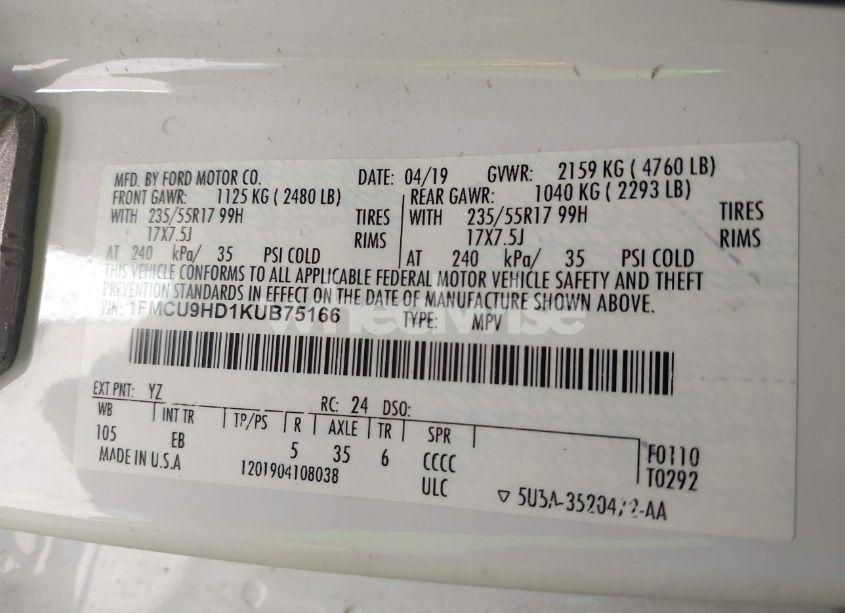 MFD. BY FORD MOTOR CO. DATE: 04/19 GVWR: 2159 KG ( 4760 LB)
FRONT GAWR: 1125 KG ( 2480 LB) REAR GAWR: 1040 KG ( 2293 LB)
WITH 235/55R17 99H TIRES WITH 235/55R17 99H TIRES
17X7.5J RIMS 17X7.5J RIMS
AT 240 kPa/ 35 PSI COLD AT 240 kPa/ 35 PSI COLD
THIS VEHICLE CONFORMS TO ALL APPLICABLE FEDERAL MOTOR VEHICLE SAFETY AND THEFT
PREVENTION STANDARDS IN EFFECT ON THE DATE OF MANUFACTURE SHOWN ABOVE.
VIN: 1FMCU9HD1KUB75166 TYPE: MPV
wheelwise
EXT PNT: YZ RC: 24 DSO:
WB INT TR TP/PS R AXLE TR SPR
105 EB 5 35 6 CCCC F0110
MADE IN U.S.A 1201904108038 ULC T0292